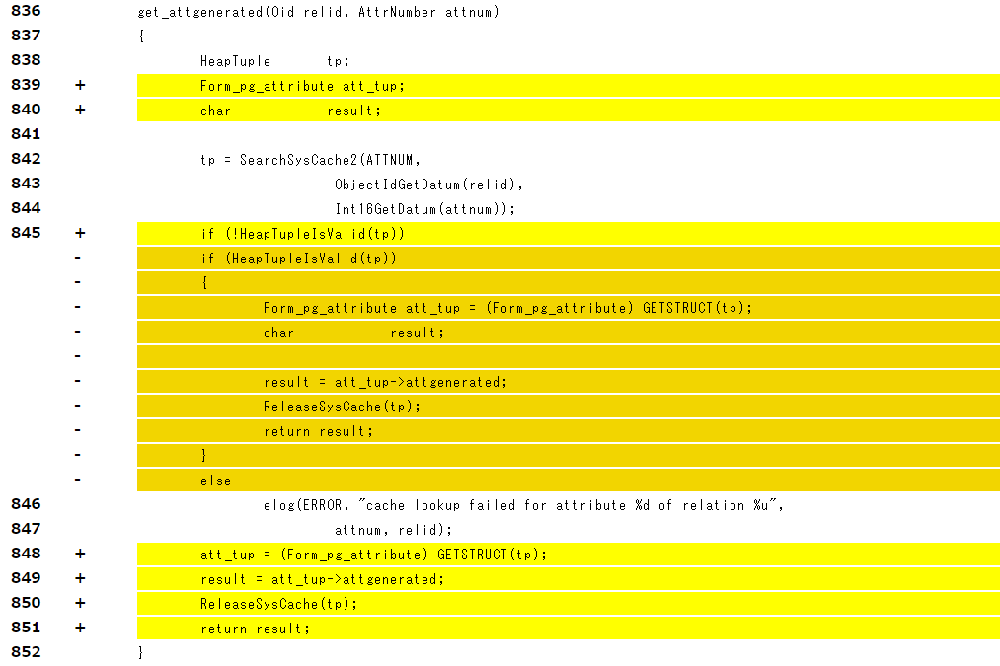 836 get_attgenerated(Oid relid, AttrNumber attnum)
837 {
838 HeapTuple tp;
839 + Form_pg_attribute att_tup;
840 + char result;
841
842 tp = SearchSysCache2(ATTNUM,
843 ObjectIdGetDatum(relid),
844 Int16GetDatum(attnum));
845 + if (!HeapTupleIsValid(tp))
- if (HeapTupleIsValid(tp))
- {
- Form_pg_attribute att_tup = (Form_pg_attribute) GETSTRUCT(tp);
- char result;
-
- result = att_tup->attgenerated;
- ReleaseSysCache(tp);
- return result;
- }
- else
846 elog(ERROR, "cache lookup failed for attribute %d of relation %u",
847 attnum, relid);
848 + att_tup = (Form_pg_attribute) GETSTRUCT(tp);
849 + result = att_tup->attgenerated;
850 + ReleaseSysCache(tp);
851 + return result;
852 }